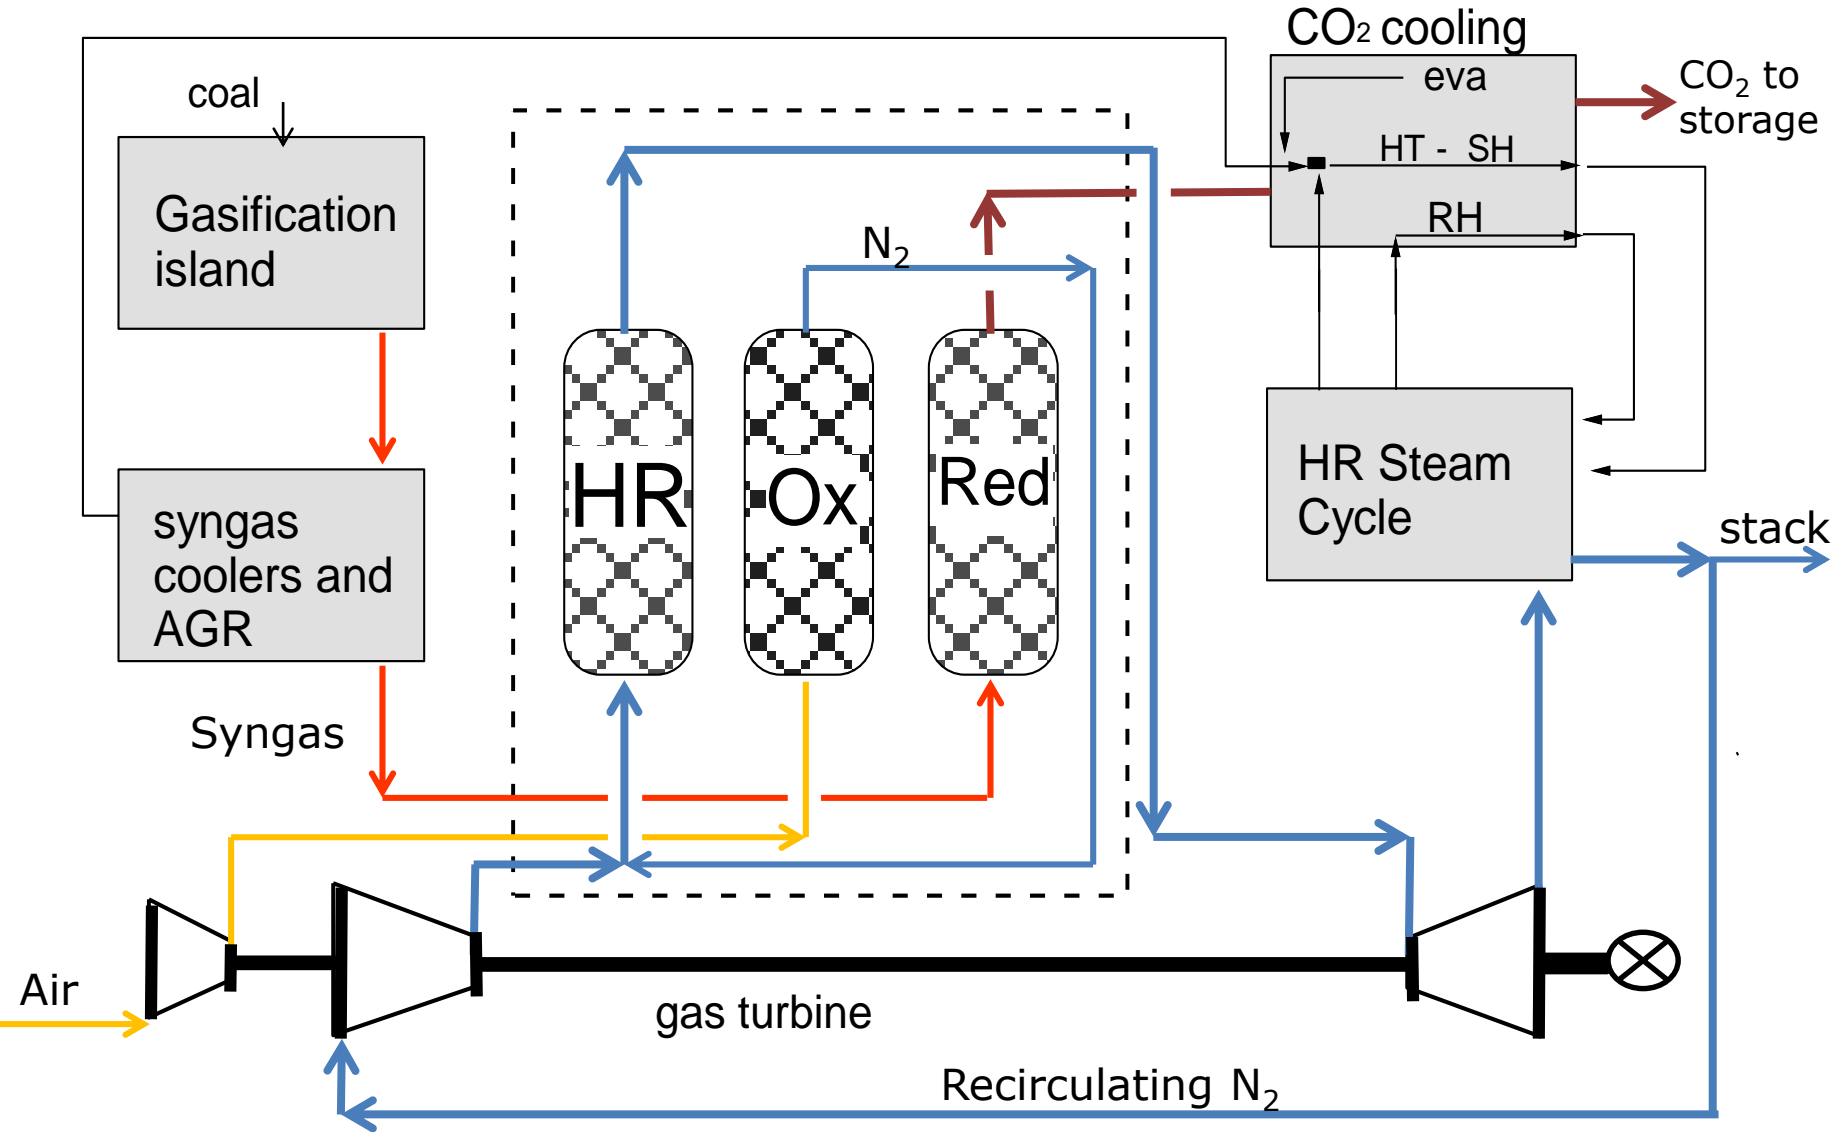 CO₂ cooling
coal
eva
CO₂ to
storage
HT - SH
RH
Gasification
island
N₂
HR
Ox
Red
HR Steam
Cycle
syngas
coolers and
AGR
stack
Syngas
Air
gas turbine
Recirculating N₂